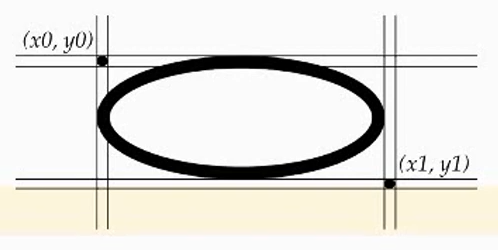 (x0, y0)
(x1, y1)